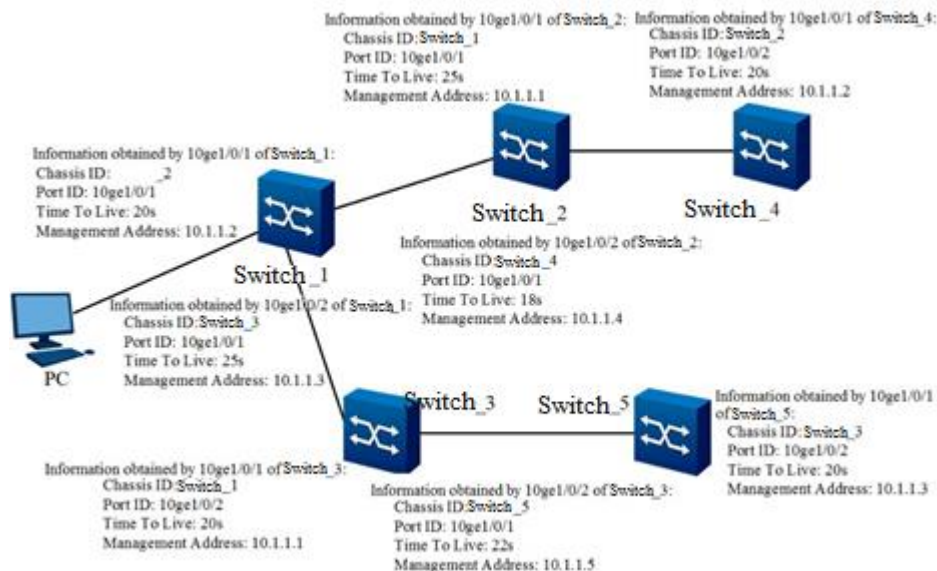 Information obtained by 10ge1/0/1 of Switch_2:
Chassis ID:Switch_1
Port ID: 10ge1/0/1
Time To Live: 25s
Management Address: 10.1.1.1
Information obtained by 10ge1/0/1 of Switch_4:
Chassis ID:Switch_2
Port ID: 10ge1/0/2
Time To Live: 20s
Management Address: 10.1.1.2
Information obtained by 10ge1/0/1 of Switch_1:
Chassis ID: _2
Port ID: 10ge1/0/1
Time To Live: 20s
Management Address: 10.1.1.2
Switch_2
Switch_4
Switch_1
Information obtained by 10ge1/0/2 of Switch_2:
Chassis ID:Switch_4
Port ID: 10ge1/0/1
Time To Live: 18s
Management Address: 10.1.1.4
Information obtained by 10ge1/0/2 of Switch_1:
Chassis ID:Switch_3
Port ID: 10ge1/0/1
Time To Live: 25s
Management Address: 10.1.1.3
PC
Switch_3
Switch_5
Information obtained by 10ge1/0/1
of Switch_5:
Chassis ID:Switch_3
Port ID: 10ge1/0/2
Time To Live: 20s
Management Address: 10.1.1.3
Information obtained by 10ge1/0/1 of Switch_3:
Chassis ID:Switch_1
Port ID: 10ge1/0/2
Time To Live: 20s
Management Address: 10.1.1.1
Information obtained by 10ge1/0/2 of Switch_3:
Chassis ID:Switch_5
Port ID: 10ge1/0/1
Time To Live: 22s
Management Address: 10.1.1.5